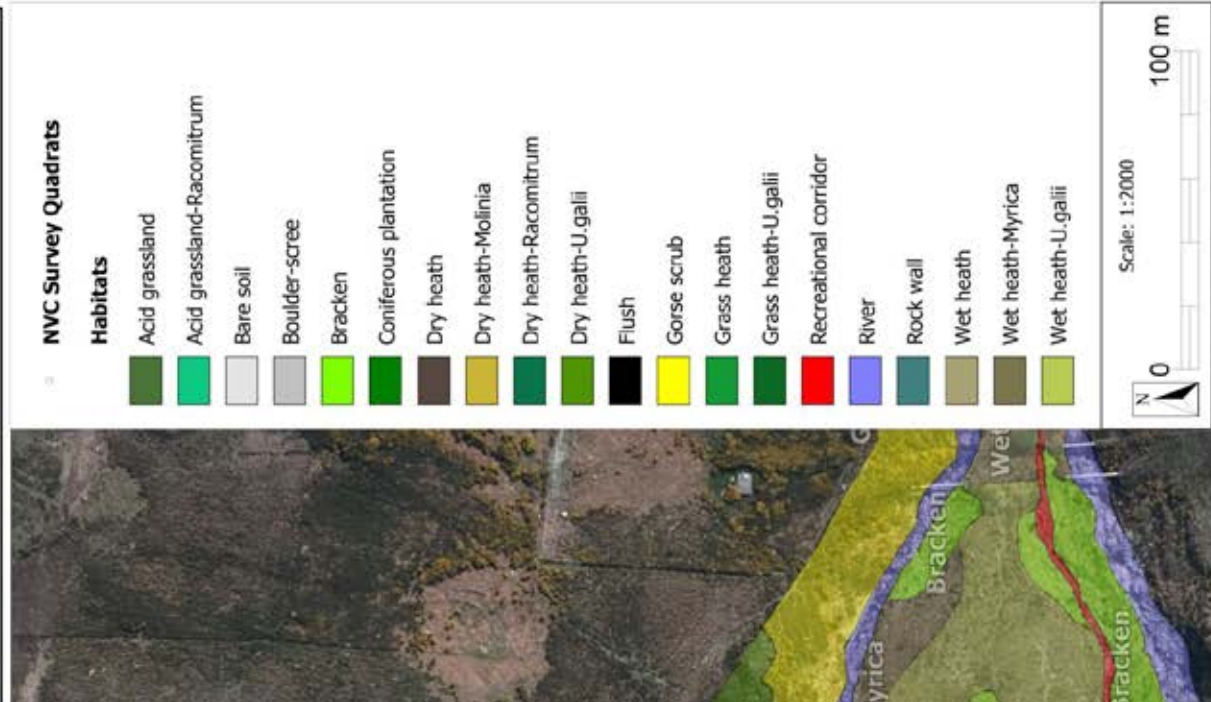 NVC Survey Quadrats
Habitats
Acid grassland
Acid grassland-Racomitrum
Bare soil
Boulder-scree
Bracken
Coniferous plantation
Dry heath
Dry heath-Molinia
Dry heath-Racomitrum
Dry heath-U.galii
Flush
Gorse scrub
Grass heath
Grass heath-U.galii
Recreational corridor
River
Rock wall
Wet heath
Wet heath-Myrica
Wet heath-U.galii
N
Scale: 1:2000
0 100 m
G
Wet
Bracken
yrica
Bracken